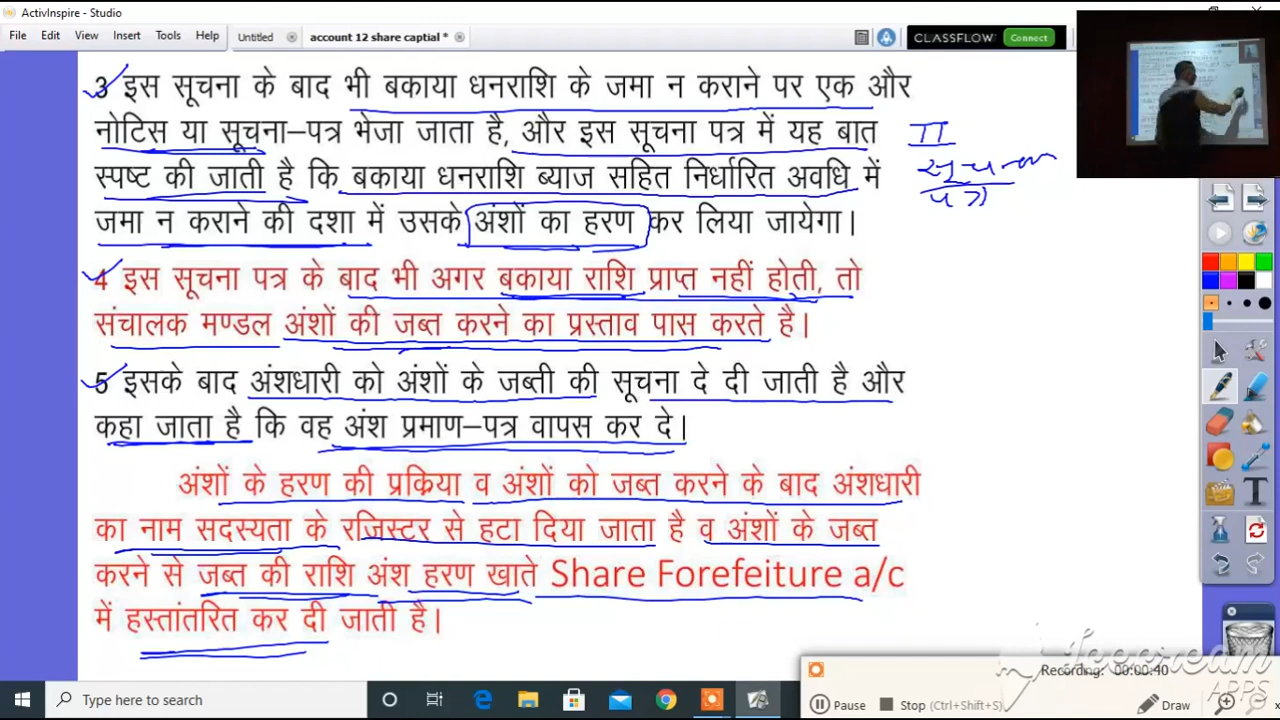 ActivInspire - Studio
File Edit View Insert Tools Help Untitled account 12 share captial * CLASSFLOW Connect
3 इस सूचना के बाद भी बकाया धनराशि के जमा न कराने पर एक और
नोटिस या सूचना–पत्र भेजा जाता है, और इस सूचना पत्र में यह बात
स्पष्ट की जाती है कि बकाया धनराशि ब्याज सहित निर्धारित अवधि में
जमा न कराने की दशा में उसके अंशों का हरण कर लिया जायेगा।
II
सूचना
पत्र
4 इस सूचना पत्र के बाद भी अगर बकाया राशि प्राप्त नहीं होती, तो
संचालक मण्डल अंशों की जब्त करने का प्रस्ताव पास करते है।
5 इसके बाद अंशधारी को अंशों के जब्ती की सूचना दे दी जाती है और
कहा जाता है कि वह अंश प्रमाण–पत्र वापस कर दे।
अंशों के हरण की प्रकिया व अंशों को जब्त करने के बाद अंशधारी
का नाम सदस्यता के रजिस्टर से हटा दिया जाता है व अंशों के जब्त
करने से जब्त की राशि अंश हरण खाते Share Forefeiture a/c
में हस्तांतरित कर दी जाती है।
Recording: 00:00:40
Pause Stop (Ctrl+Shift+S) Draw
Type here to search
APPS